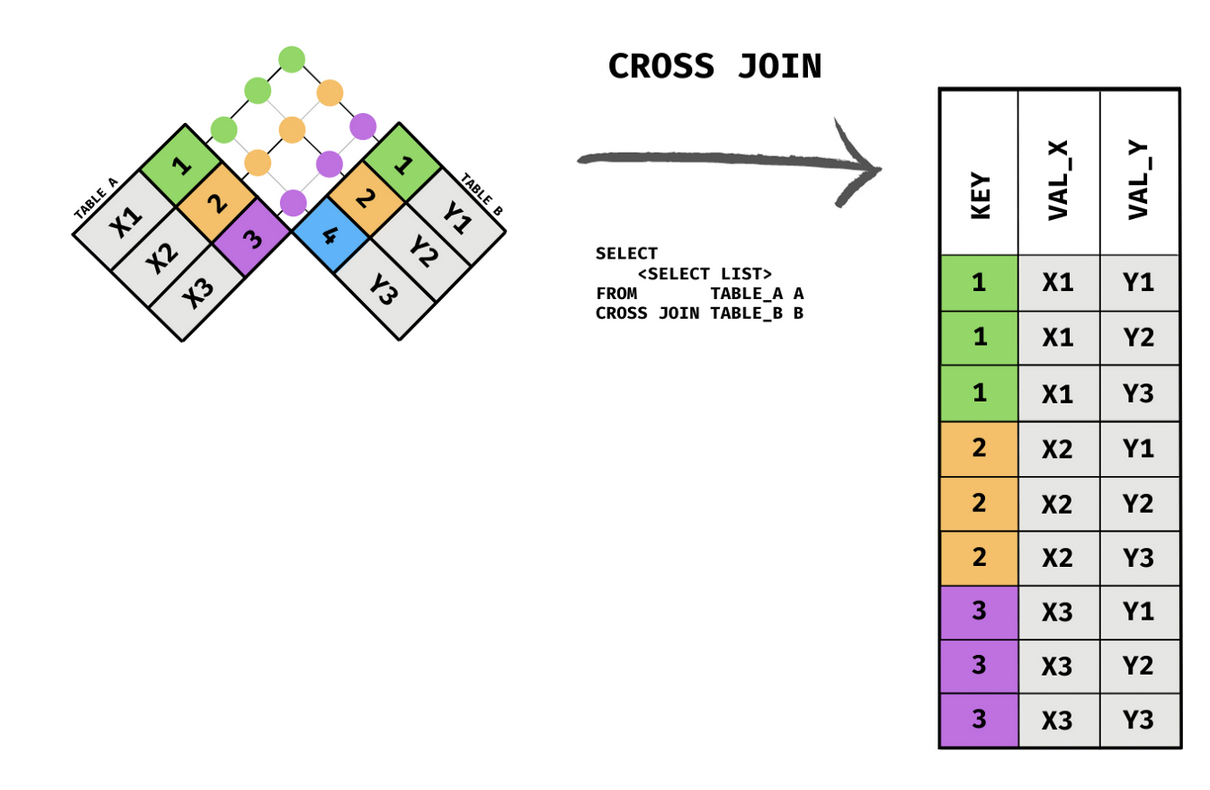 CROSS JOIN
TABLE A
1
2
3
X1
X2
X3
TABLE B
1
2
4
Y1
Y2
Y3
SELECT
<SELECT LIST>
FROM TABLE_A A
CROSS JOIN TABLE_B B
KEY VAL_X VAL_Y
1 X1 Y1
1 X1 Y2
1 X1 Y3
2 X2 Y1
2 X2 Y2
2 X2 Y3
3 X3 Y1
3 X3 Y2
3 X3 Y3